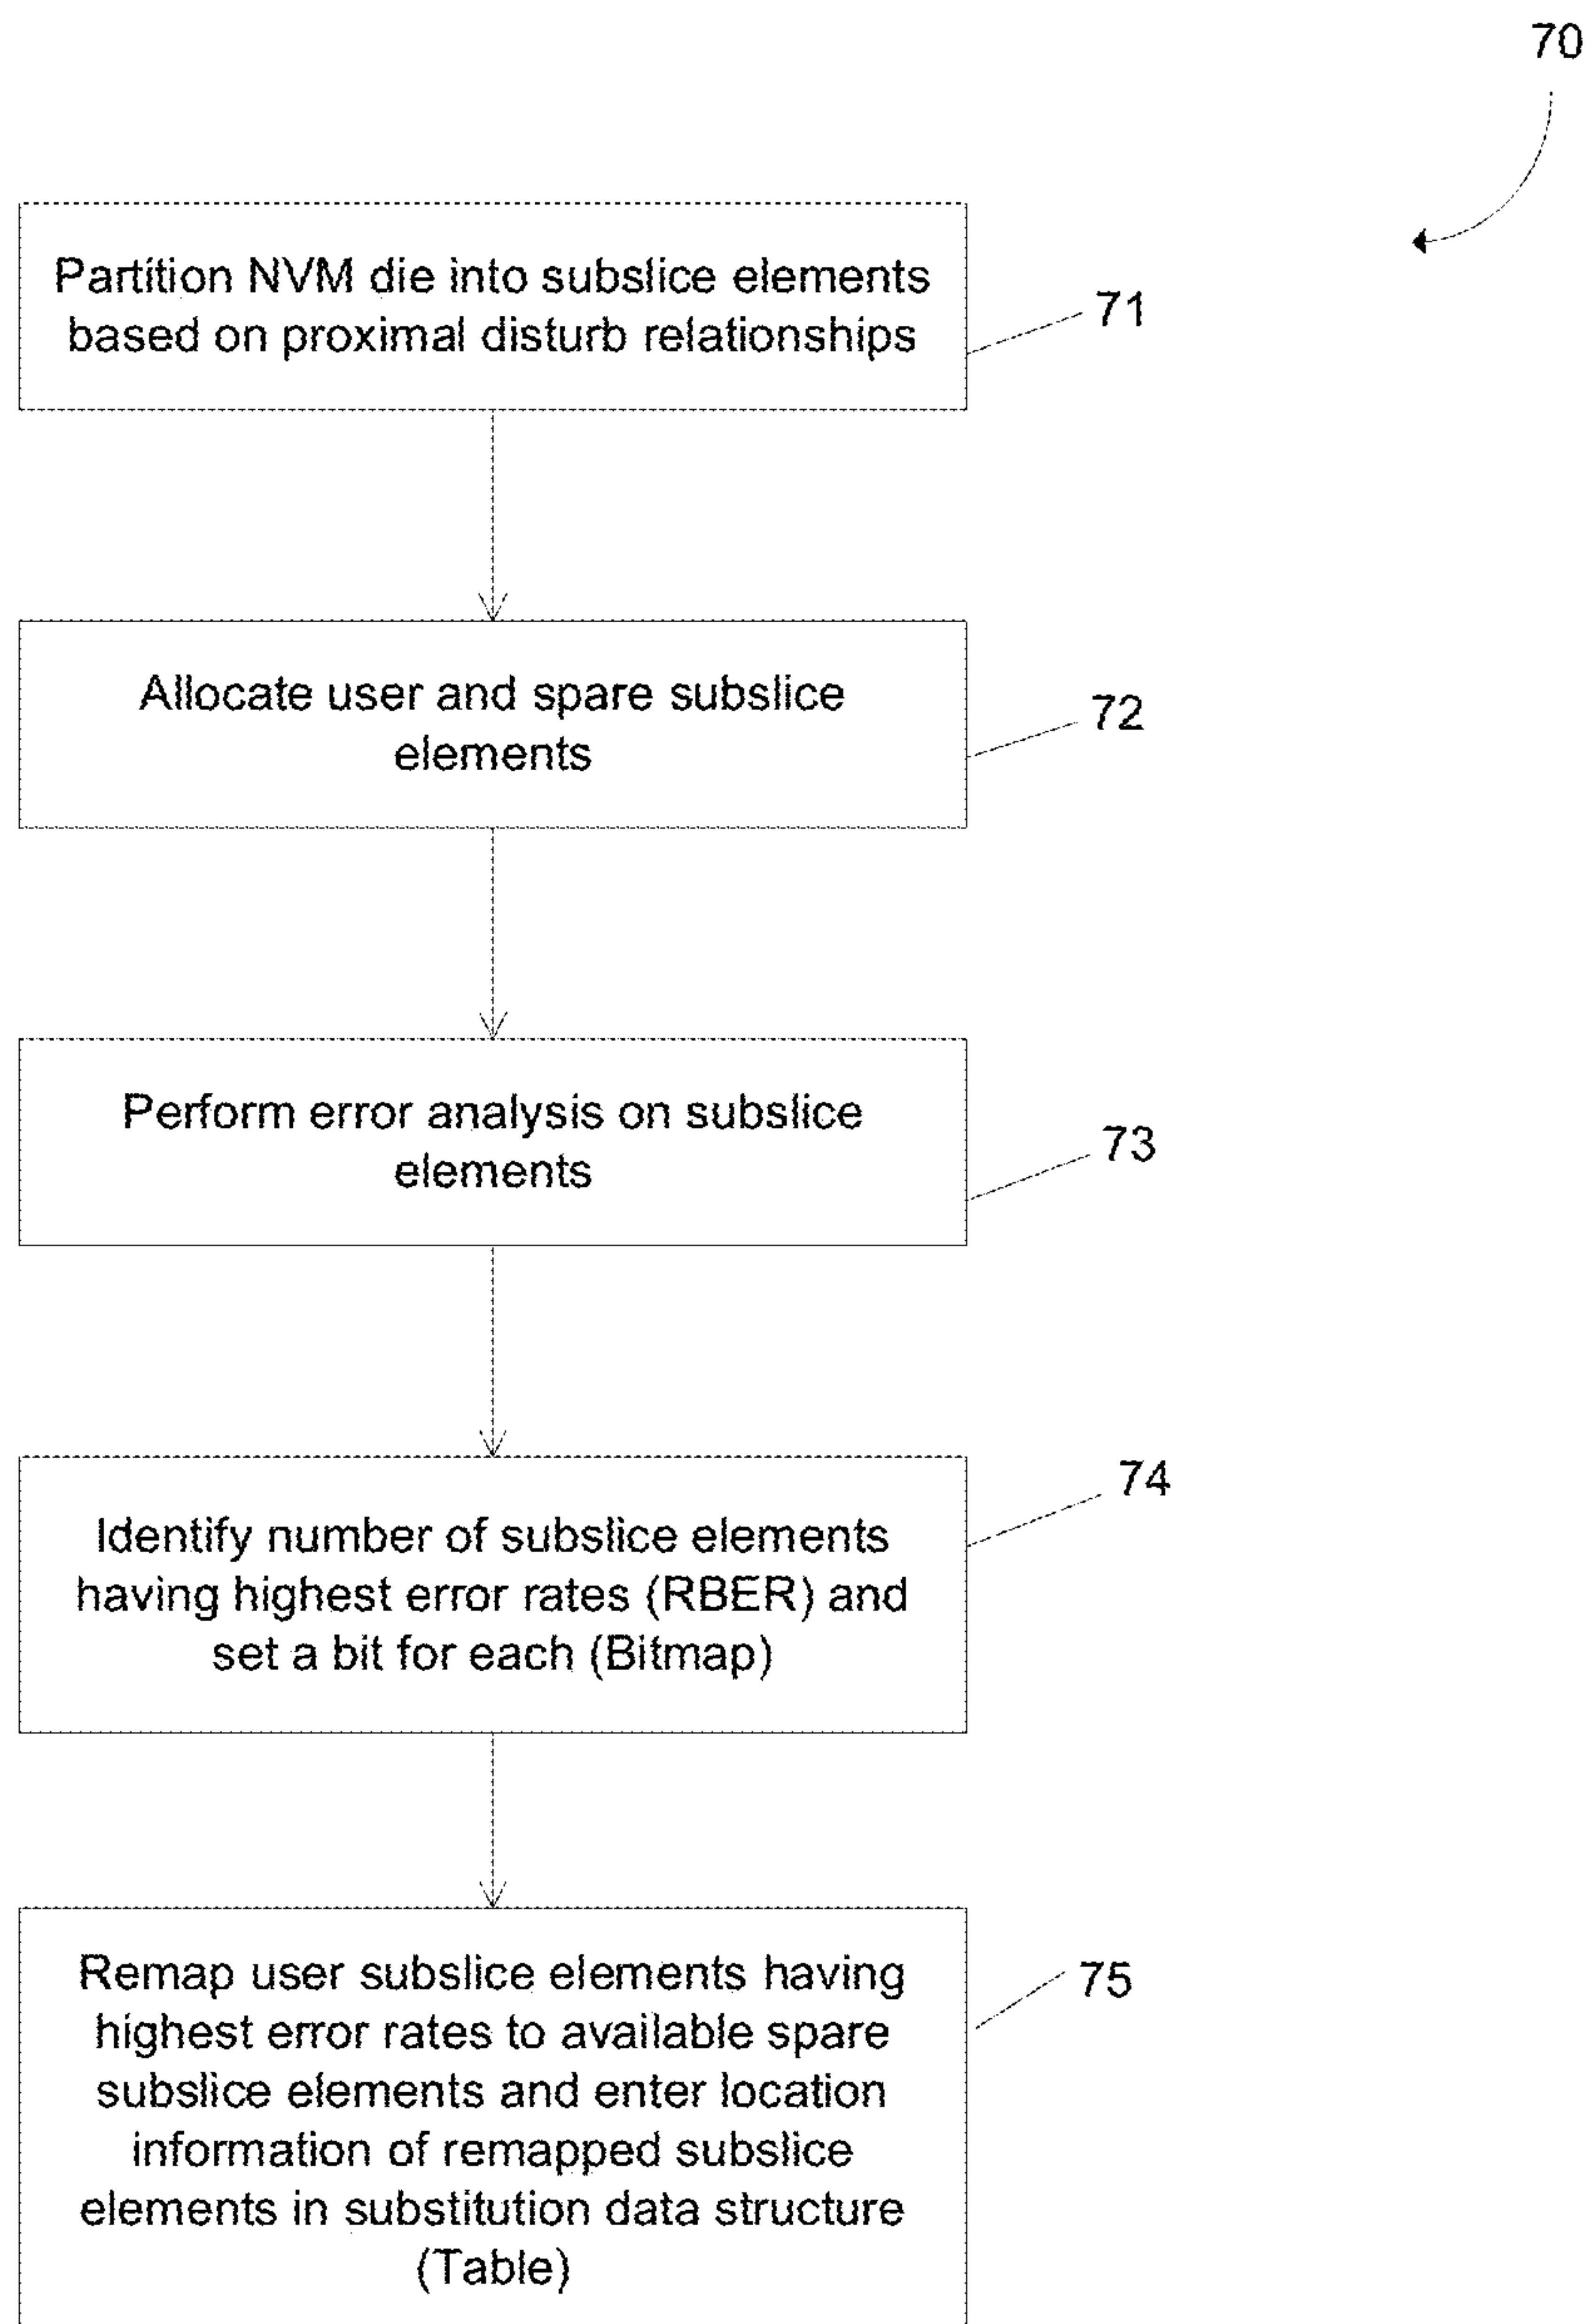 70
Partition NVM die into subslice elements
based on proximal disturb relationships
71
Allocate user and spare subslice
elements
72
Perform error analysis on subslice
elements
73
74
Identify number of subslice elements
having highest error rates (RBER) and
set a bit for each (Bitmap)
Remap user subslice elements having
highest error rates to available spare
subslice elements and enter location
information of remapped subslice
elements in substitution data structure
(Table)
75